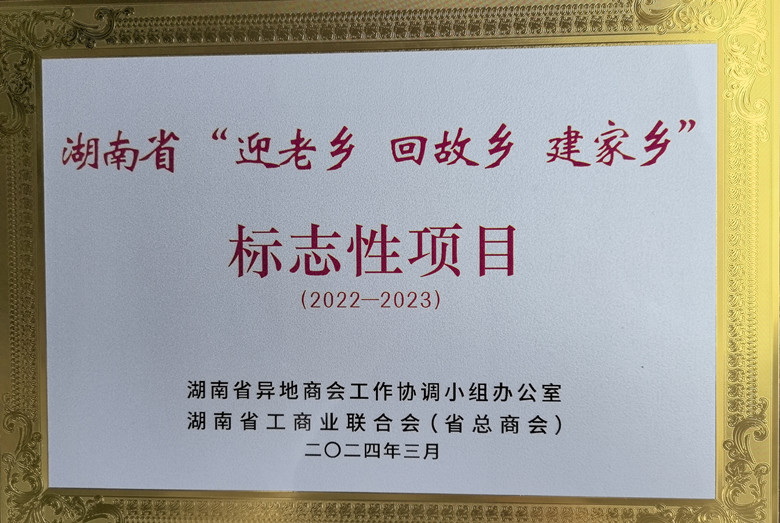 湖南省“迎老乡 回故乡 建家乡”
标志性项目
(2022—2023)
湖南省异地商会工作协调小组办公室
湖南省工商业联合会(省总商会)
二〇二四年三月